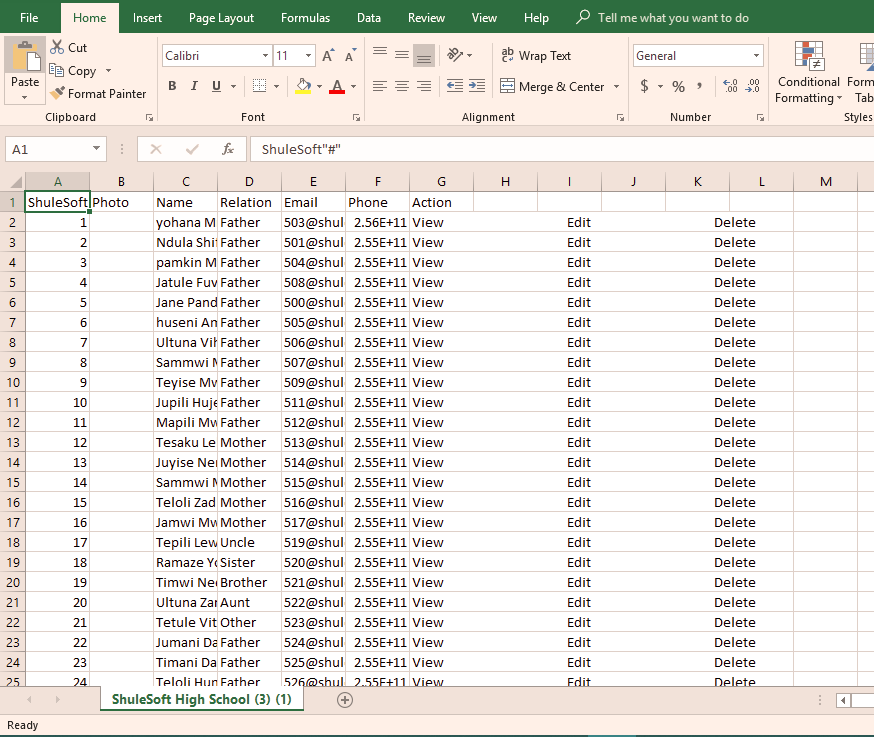 File Home Insert Page Layout Formulas Data Review View Help Tell me what you want to do
Cut
Copy
Format Painter
Paste
Clipboard
Calibri 11
B I U
Font
Wrap Text
Merge & Center
Alignment
General
$ % ,
Number
Conditional
Formatting
Styles
A1 fx ShuleSoft"#"
A B C D E F G H I J K L M
1 ShuleSoft Photo Name Relation Email Phone Action
2 1 yohana M Father 503@shul 2.56E+11 View Edit Delete
3 2 Ndula Shi Father 501@shul 2.55E+11 View Edit Delete
4 3 pamkin M Father 504@shul 2.55E+11 View Edit Delete
5 4 Jatule Fuv Father 508@shul 2.55E+11 View Edit Delete
6 5 Jane Pand Father 500@shul 2.55E+11 View Edit Delete
7 6 huseni Am Father 505@shul 2.55E+11 View Edit Delete
8 7 Ultuna Vih Father 506@shul 2.55E+11 View Edit Delete
9 8 Sammwi Father 507@shul 2.55E+11 View Edit Delete
10 9 Teyise Mw Father 509@shul 2.55E+11 View Edit Delete
11 10 Jupili Huje Father 511@shul 2.55E+11 View Edit Delete
12 11 Mapili Mw Father 512@shul 2.55E+11 View Edit Delete
13 12 Tesaku Le Mother 513@shul 2.55E+11 View Edit Delete
14 13 Juyise Ne Mother 514@shul 2.55E+11 View Edit Delete
15 14 Sammwi Mother 515@shul 2.55E+11 View Edit Delete
16 15 Teloli Zad Mother 516@shul 2.55E+11 View Edit Delete
17 16 Jamwi Mw Mother 517@shul 2.55E+11 View Edit Delete
18 17 Tepili Lew Uncle 519@shul 2.55E+11 View Edit Delete
19 18 Ramaze Yo Sister 520@shul 2.55E+11 View Edit Delete
20 19 Timwi Ne Brother 521@shul 2.55E+11 View Edit Delete
21 20 Ultuna Za Aunt 522@shul 2.55E+11 View Edit Delete
22 21 Tetule Vit Other 523@shul 2.55E+11 View Edit Delete
23 22 Jumani Da Father 524@shul 2.55E+11 View Edit Delete
24 23 Timani Da Father 525@shul 2.55E+11 View Edit Delete
25 24 Teloli Hun Father 526@shul 2.55E+11 View Edit Delete
ShuleSoft High School (3) (1)
Ready